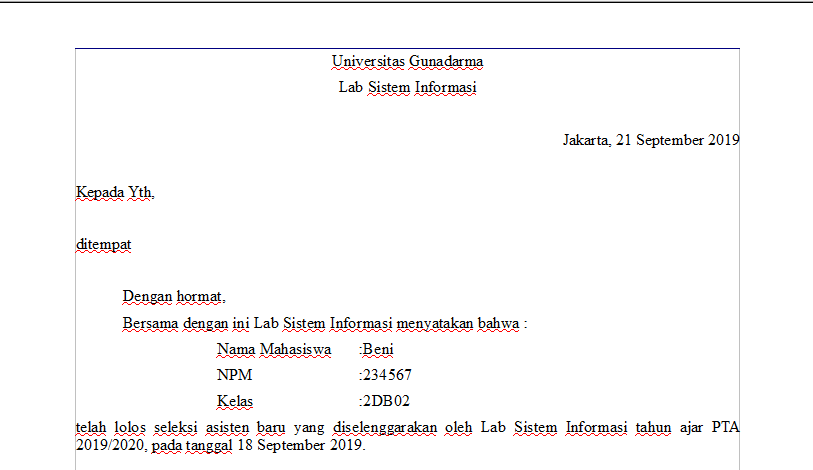 Universitas Gunadarma
Lab Sistem Informasi
Jakarta, 21 September 2019
Kepada Yth,
ditempat
Dengan hormat,
Bersama dengan ini Lab Sistem Informasi menyatakan bahwa :
Nama Mahasiswa :Beni
NPM :234567
Kelas :2DB02
telah lolos seleksi asisten baru yang diselenggarakan oleh Lab Sistem Informasi tahun ajar PTA
2019/2020, pada tanggal 18 September 2019.